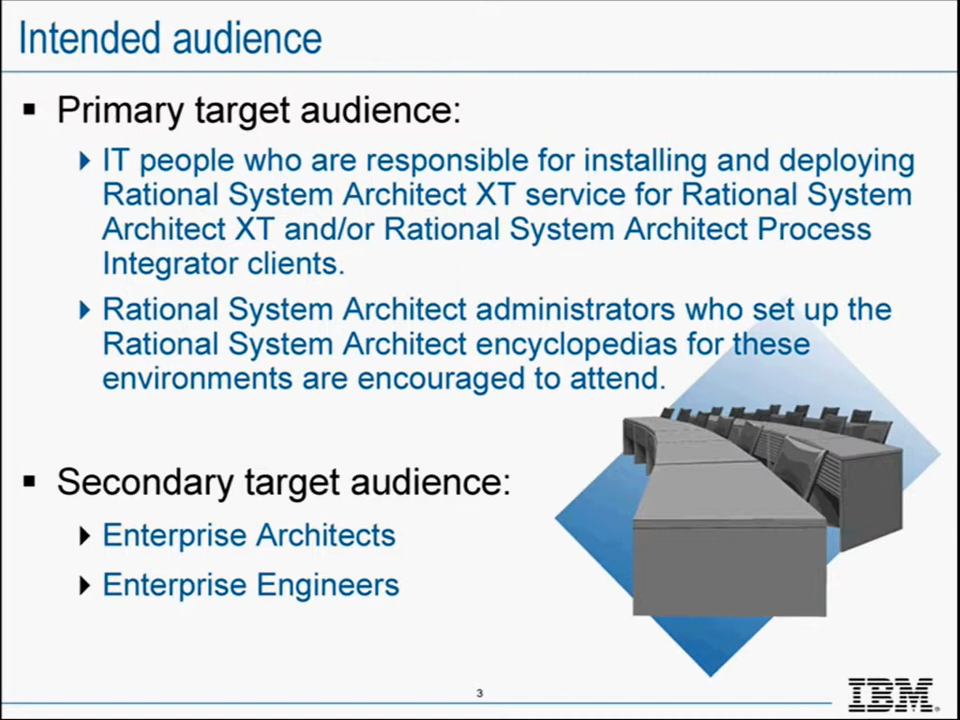 Intended audience
▪ Primary target audience:
IT people who are responsible for installing and deploying
Rational System Architect XT service for Rational System
Architect XT and/or Rational System Architect Process
Integrator clients.
Rational System Architect administrators who set up the
Rational System Architect encyclopedias for these
environments are encouraged to attend.
▪ Secondary target audience:
Enterprise Architects
Enterprise Engineers
3
IBM®